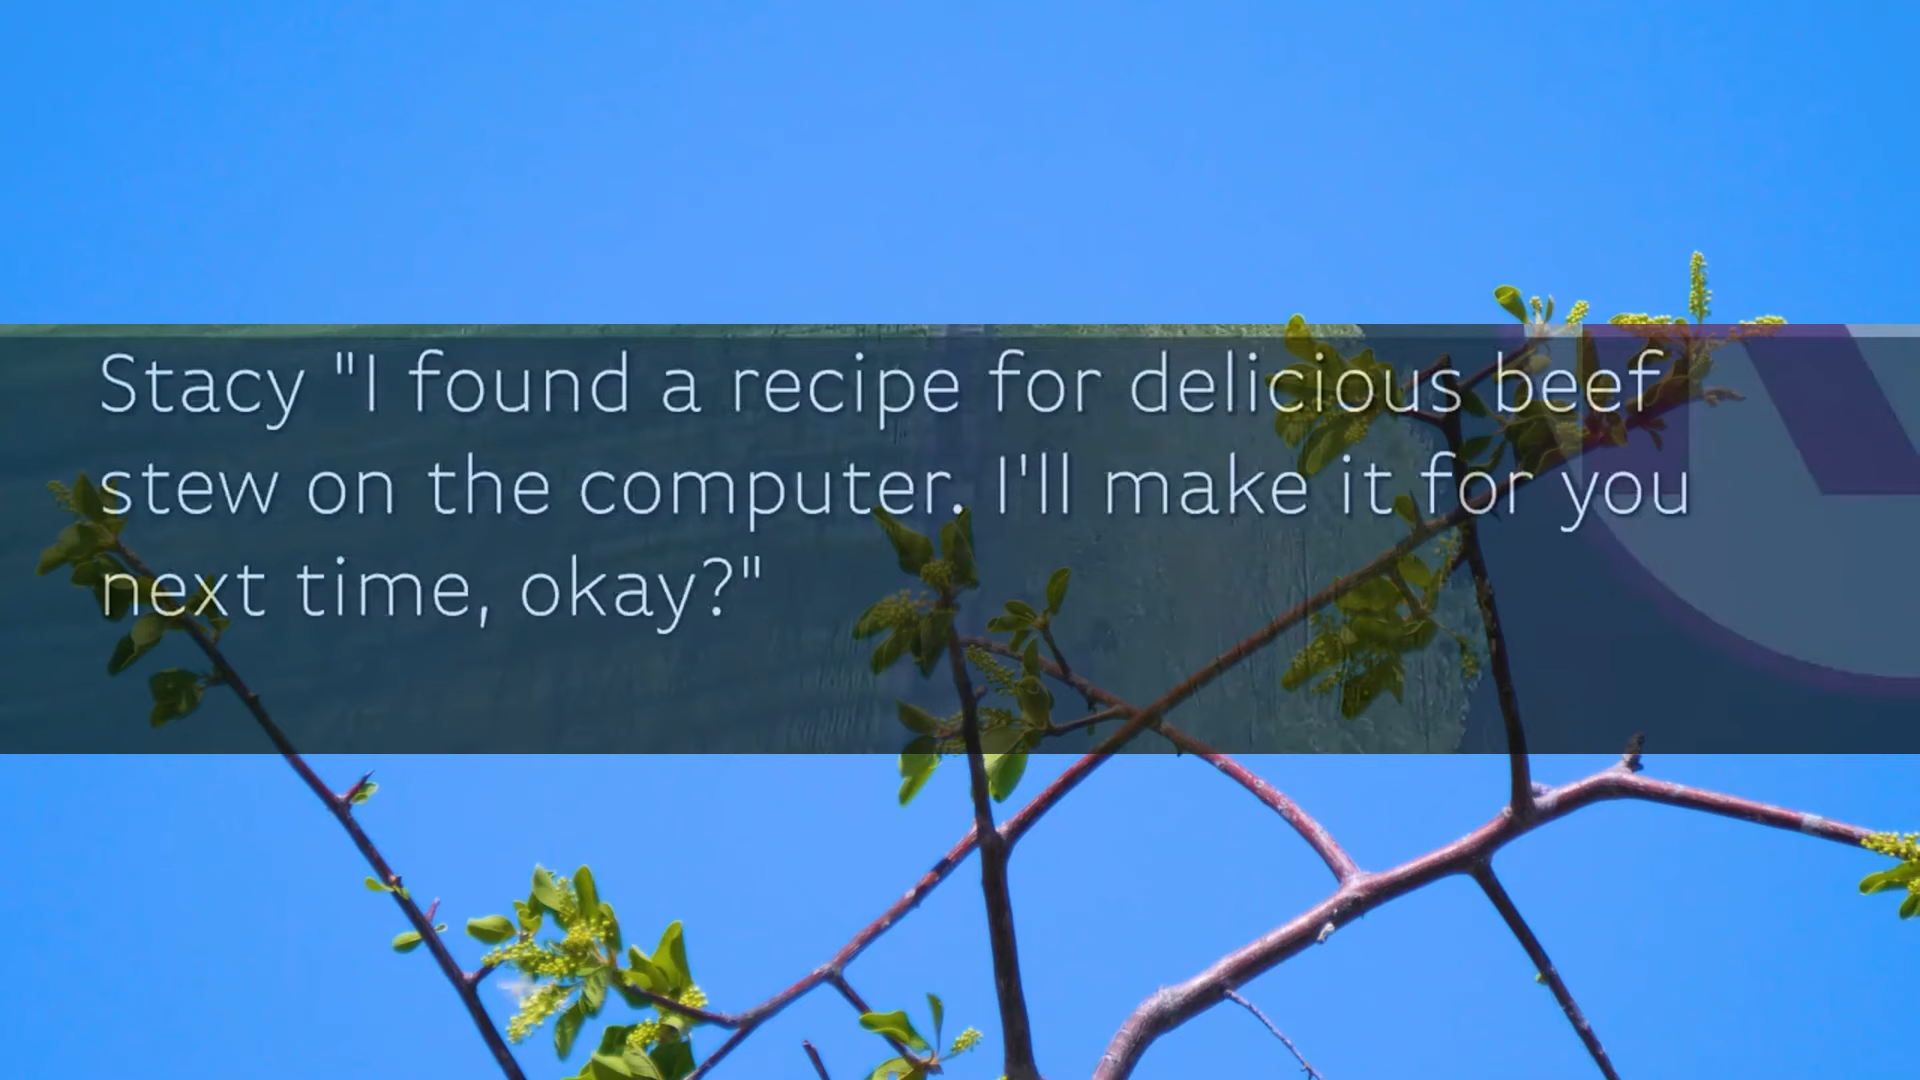 Stacy "I found a recipe for delicious beef
stew on the computer. I'll make it for you
next time, okay?"